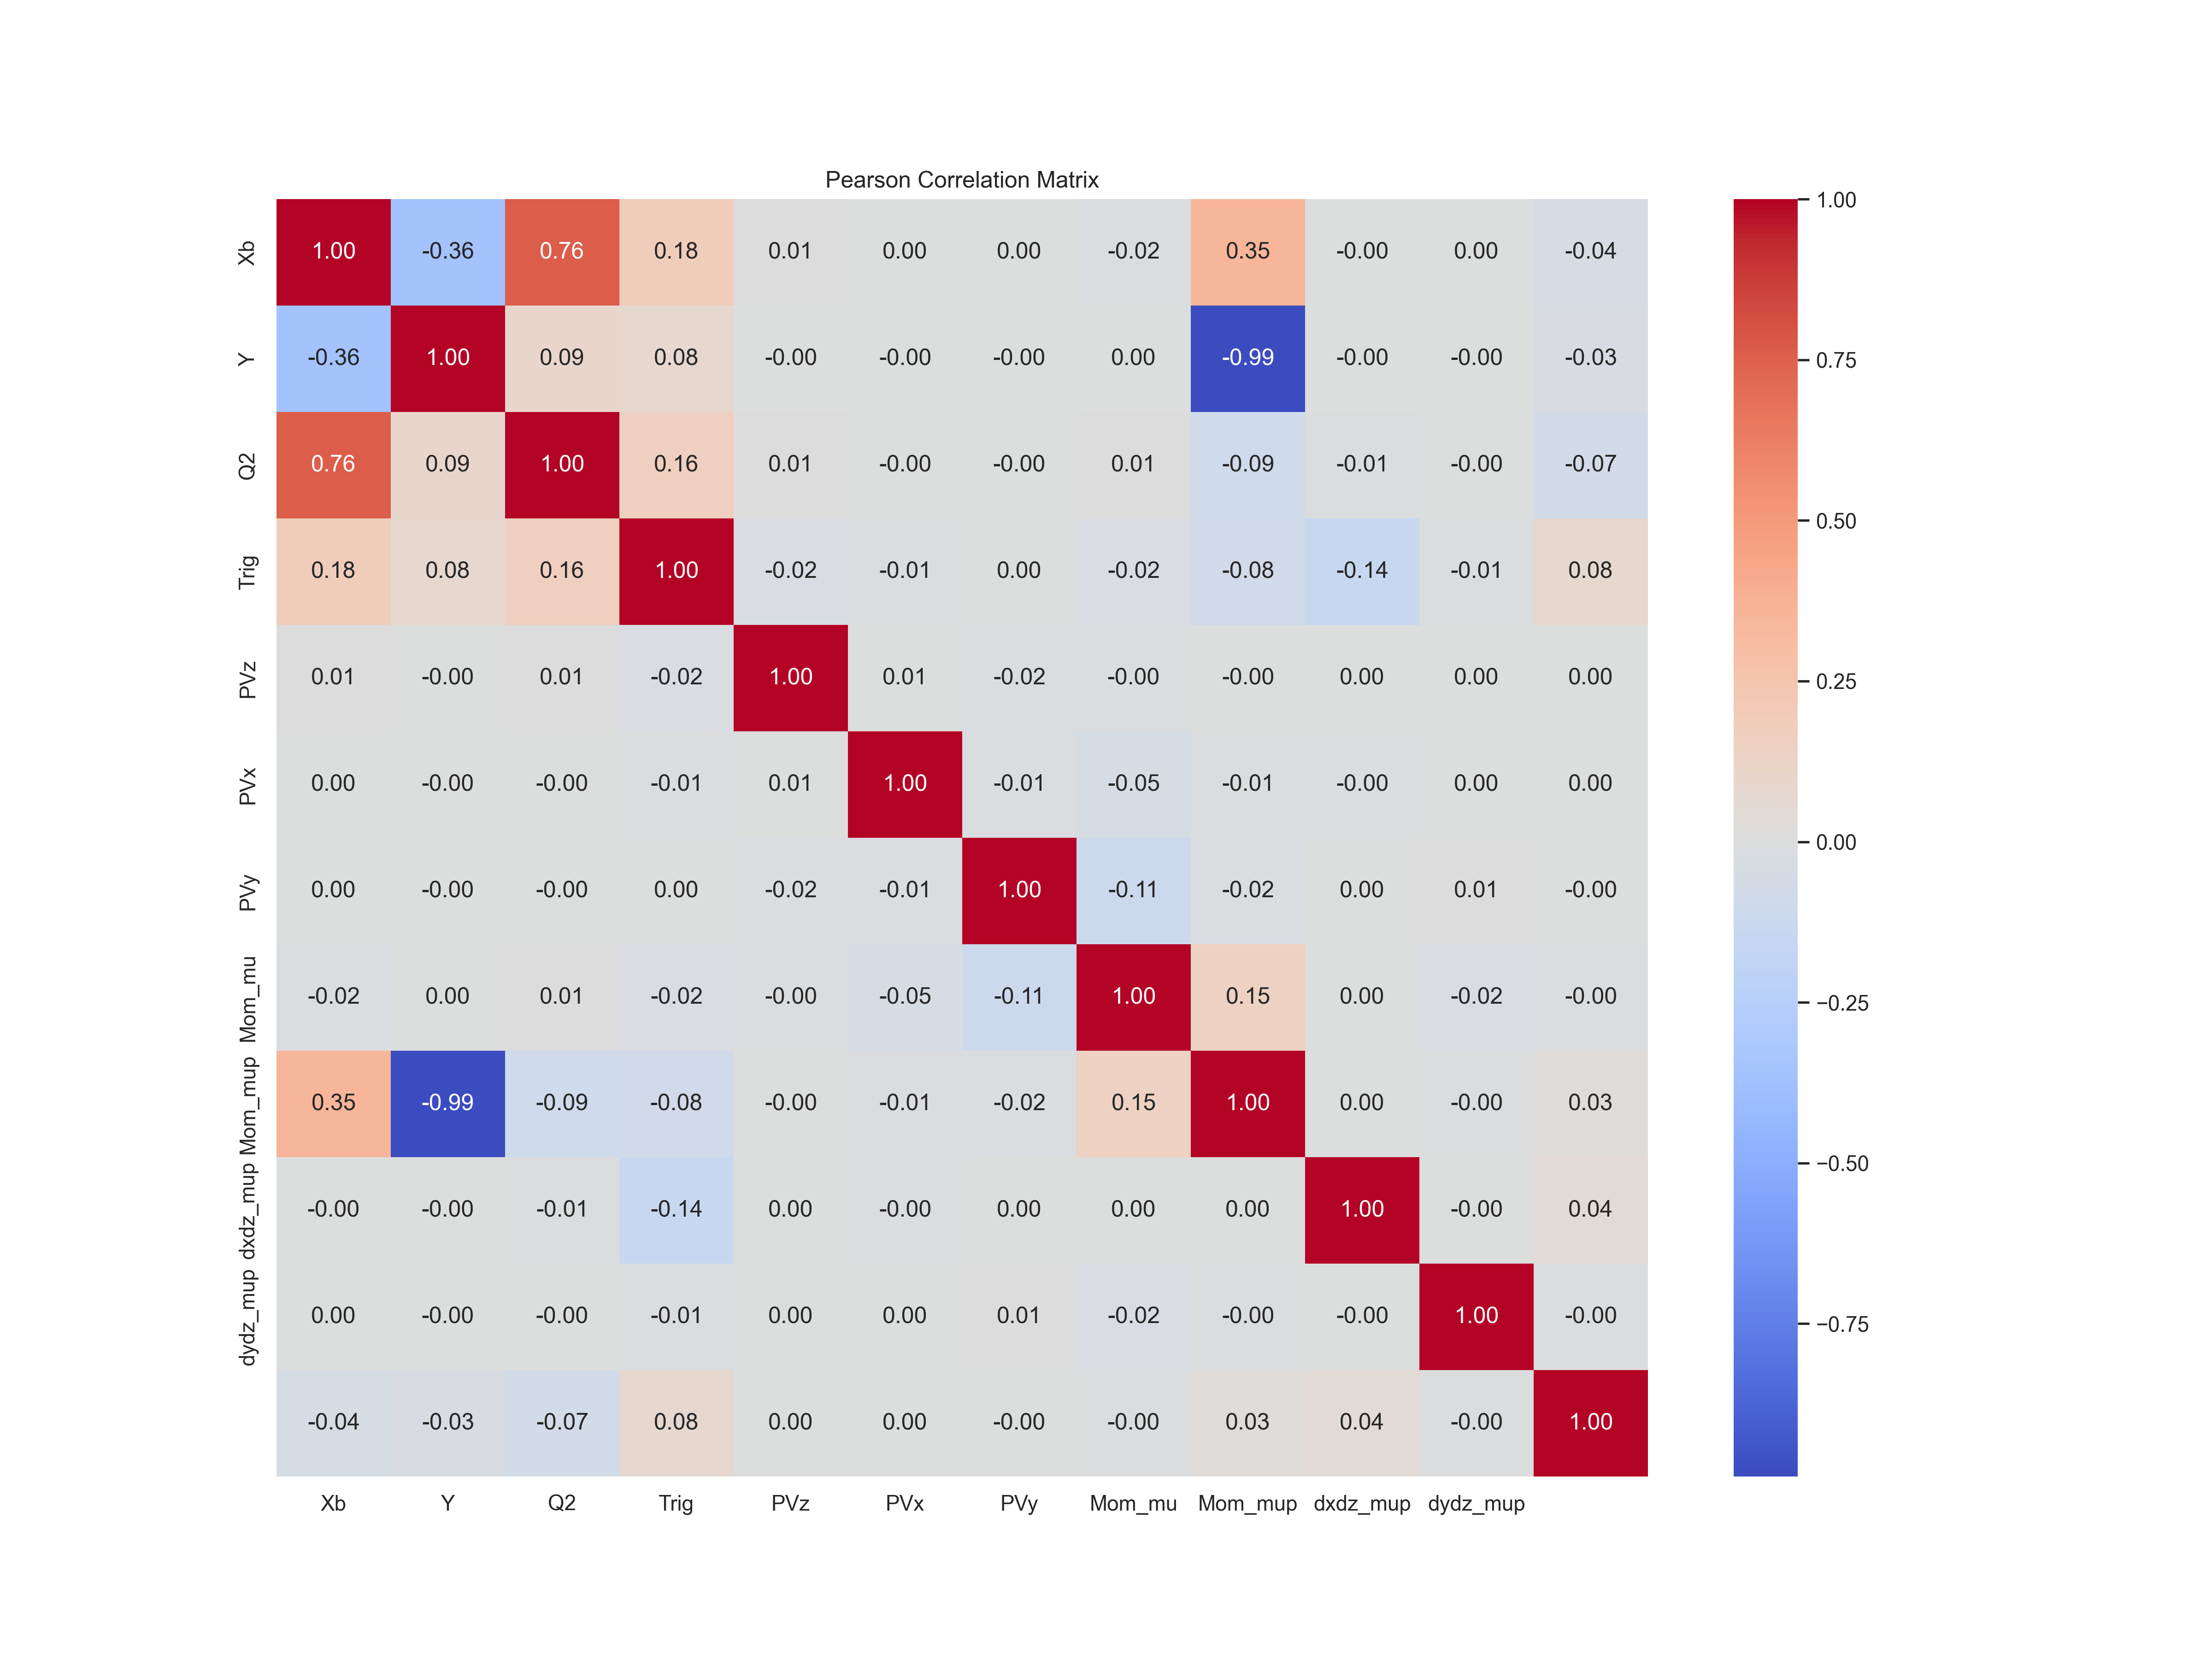 Pearson Correlation Matrix
Xb 1.00 -0.36 0.76 0.18 0.01 0.00 0.00 -0.02 0.35 -0.00 0.00 -0.04
Y -0.36 1.00 0.09 0.08 -0.00 -0.00 -0.00 0.00 -0.99 -0.00 -0.00 -0.03
Q2 0.76 0.09 1.00 0.16 0.01 -0.00 -0.00 0.01 -0.09 -0.01 -0.00 -0.07
Trig 0.18 0.08 0.16 1.00 -0.02 -0.01 0.00 -0.02 -0.08 -0.14 -0.01 0.08
PVz 0.01 -0.00 0.01 -0.02 1.00 0.01 -0.02 -0.00 -0.00 0.00 0.00 0.00
PVx 0.00 -0.00 -0.00 -0.01 0.01 1.00 -0.01 -0.05 -0.01 -0.00 0.00 0.00
PVy 0.00 -0.00 -0.00 0.00 -0.02 -0.01 1.00 -0.11 -0.02 0.00 0.01 -0.00
Mom_mu -0.02 0.00 0.01 -0.02 -0.00 -0.05 -0.11 1.00 0.15 0.00 -0.02 -0.00
Mom_mup 0.35 -0.99 -0.09 -0.08 -0.00 -0.01 -0.02 0.15 1.00 0.00 -0.00 0.03
dxdz_mup -0.00 -0.00 -0.01 -0.14 0.00 -0.00 0.00 0.00 0.00 1.00 -0.00 0.04
dydz_mup 0.00 -0.00 -0.00 -0.01 0.00 0.00 0.01 -0.02 -0.00 -0.00 1.00 -0.00
-0.04 -0.03 -0.07 0.08 0.00 0.00 -0.00 -0.00 0.03 0.04 -0.00 1.00
Xb Y Q2 Trig PVz PVx PVy Mom_mu Mom_mup dxdz_mup dydz_mup
1.00
0.75
0.50
0.25
0.00
−0.25
−0.50
−0.75